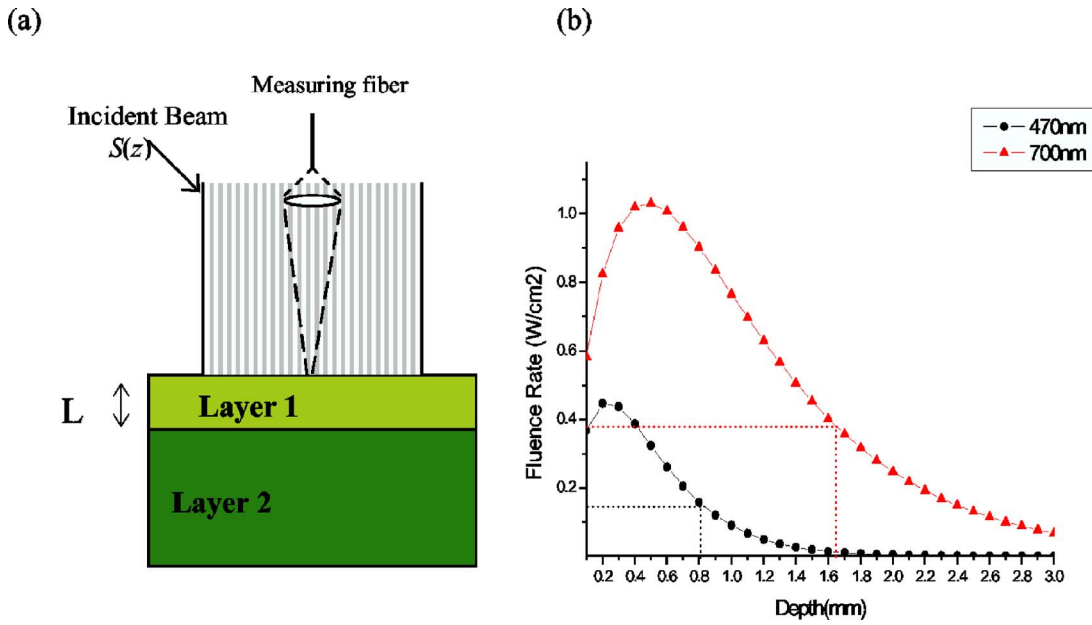 (a)
Measuring fiber
Incident Beam
S(z)
L
Layer 1
Layer 2
(b)
470nm
700nm
Fluence Rate (W/cm2)
1.0
0.8
0.6
0.4
0.2
0.2 0.4 0.6 0.8 1.0 1.2 1.4 1.6 1.8 2.0 2.2 2.4 2.6 2.8 3.0
Depth(mm)